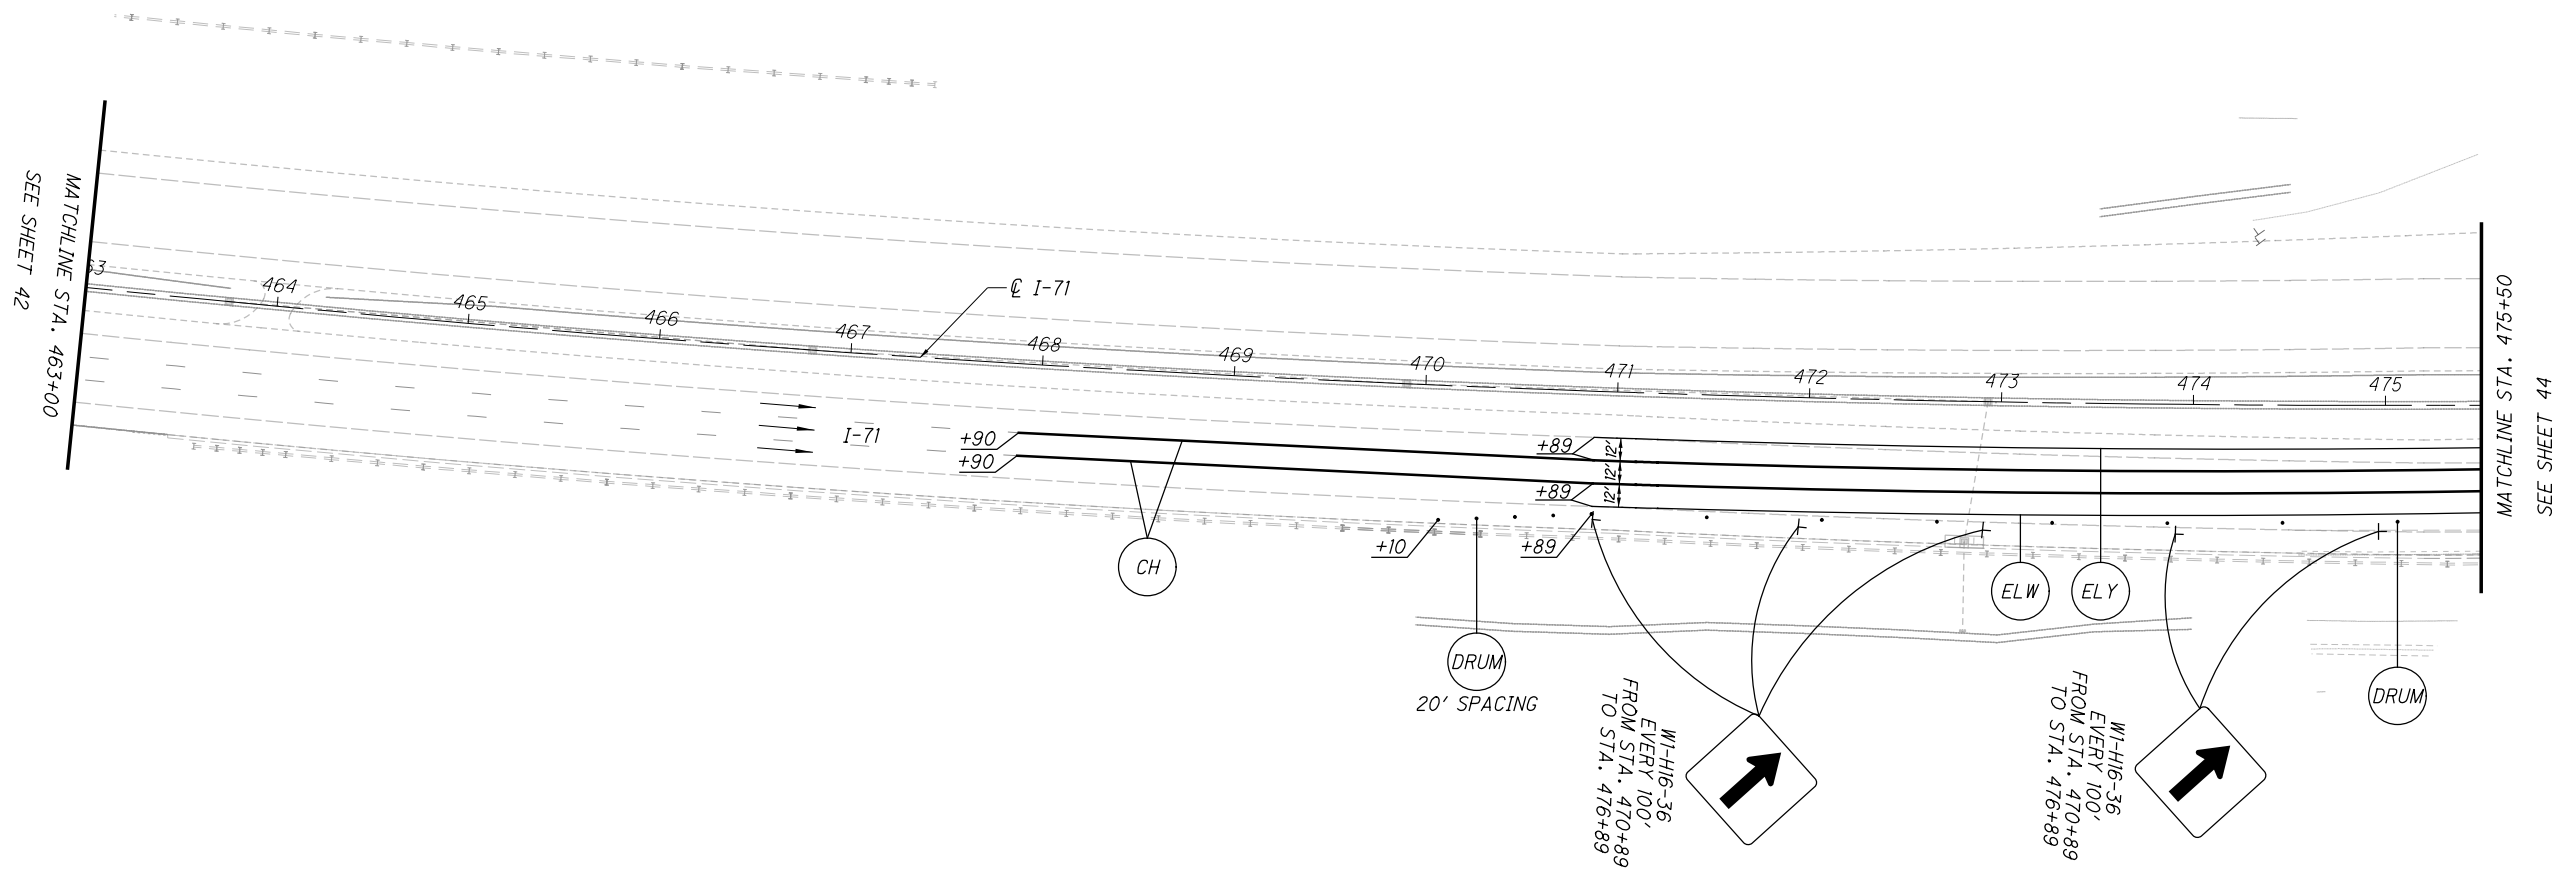 MATCHLINE STA. 463+00
SEE SHEET 42
63
464
465
466
467
468
469
470
471
472
473
474
475
℄ I-71
I-71
+90
+90
+89
+89
12'
12'
12'
+10
+89
CH
DRUM
20' SPACING
ELW
ELY
DRUM
W1-H16-36
EVERY 100'
FROM STA. 470+89
TO STA. 476+89
W1-H16-36
EVERY 100'
FROM STA. 470+89
TO STA. 476+89
MATCHLINE STA. 475+50
SEE SHEET 44